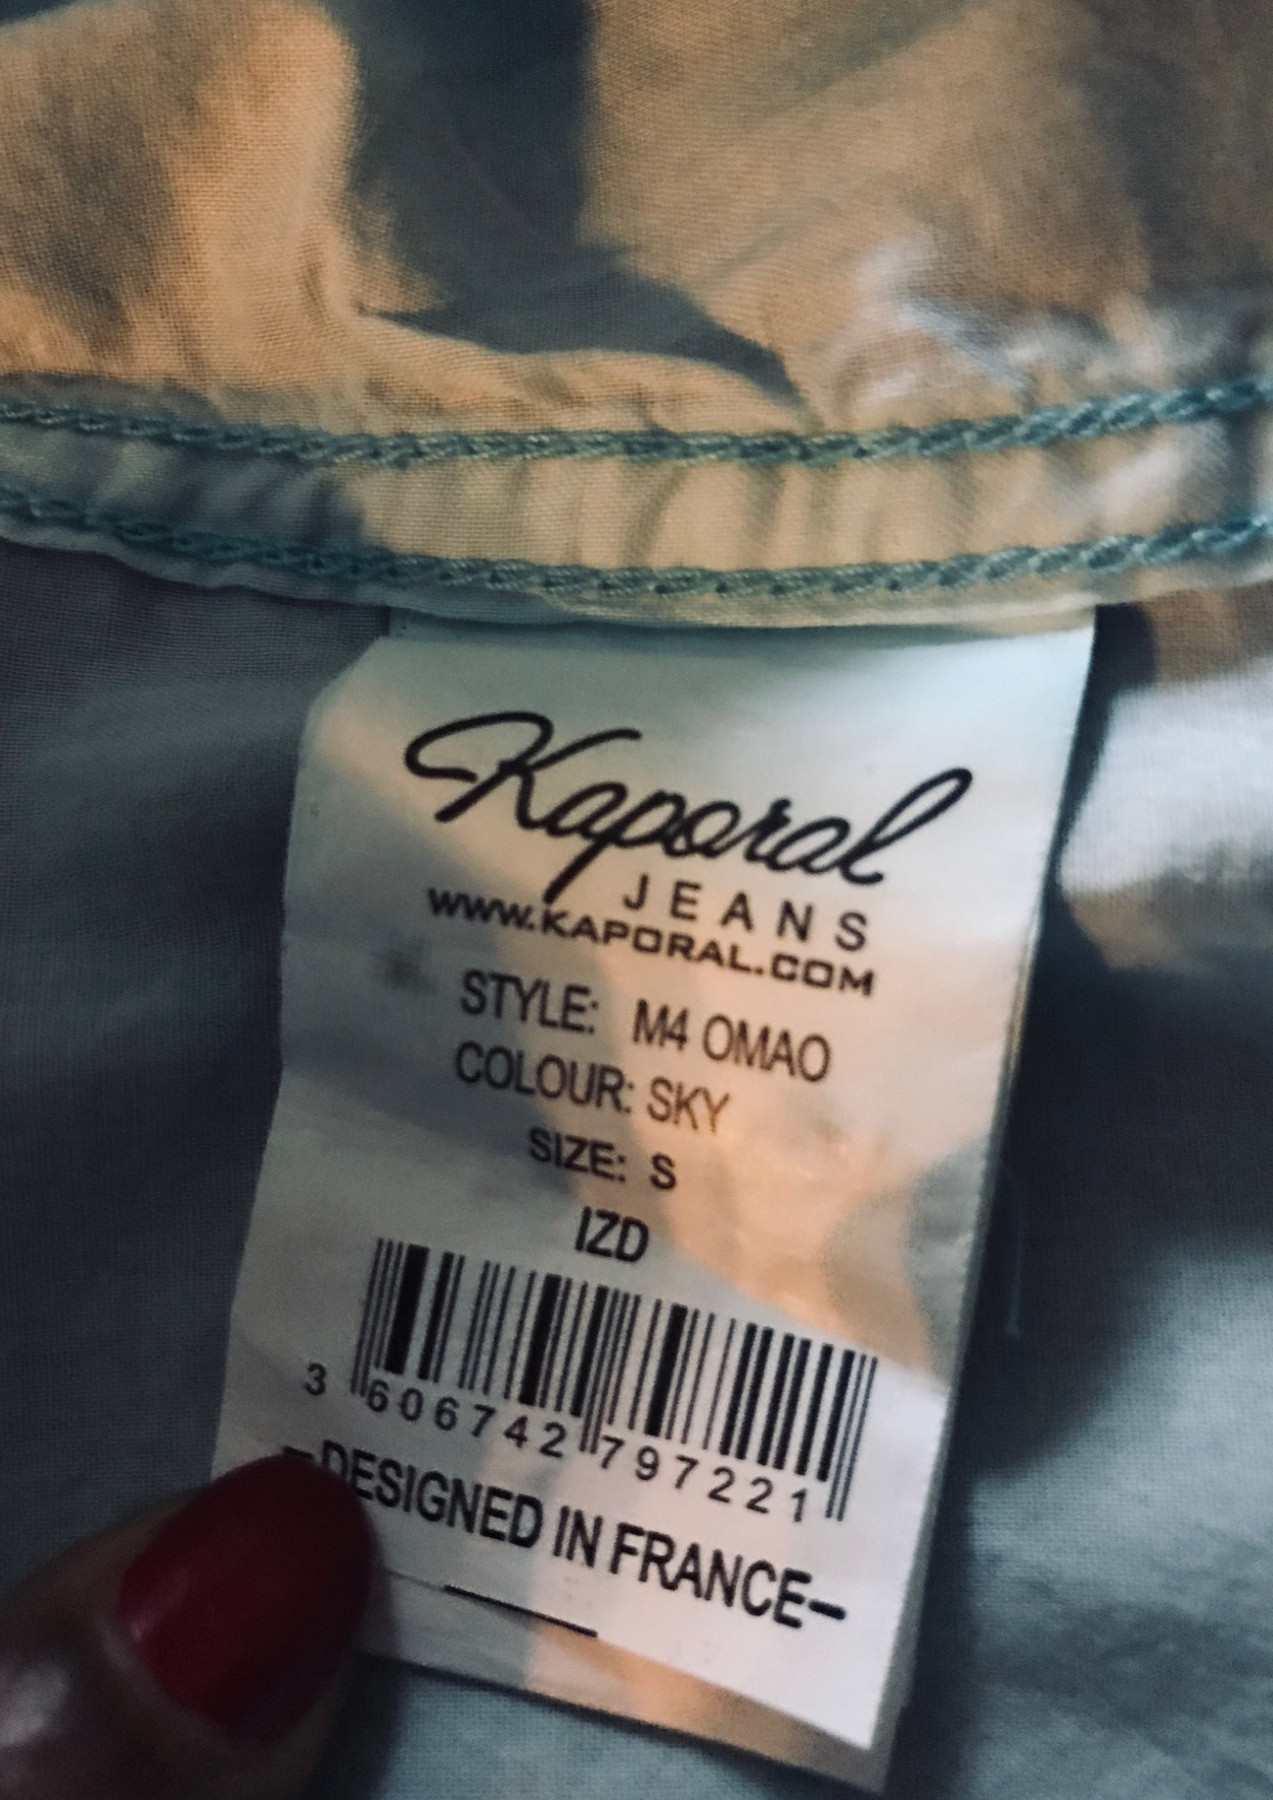 Kaporal
JEANS
WWW.KAPORAL.COM
STYLE: M4 OMAO
COLOUR: SKY
SIZE: S
IZD
3 606742 797221
-DESIGNED IN FRANCE-